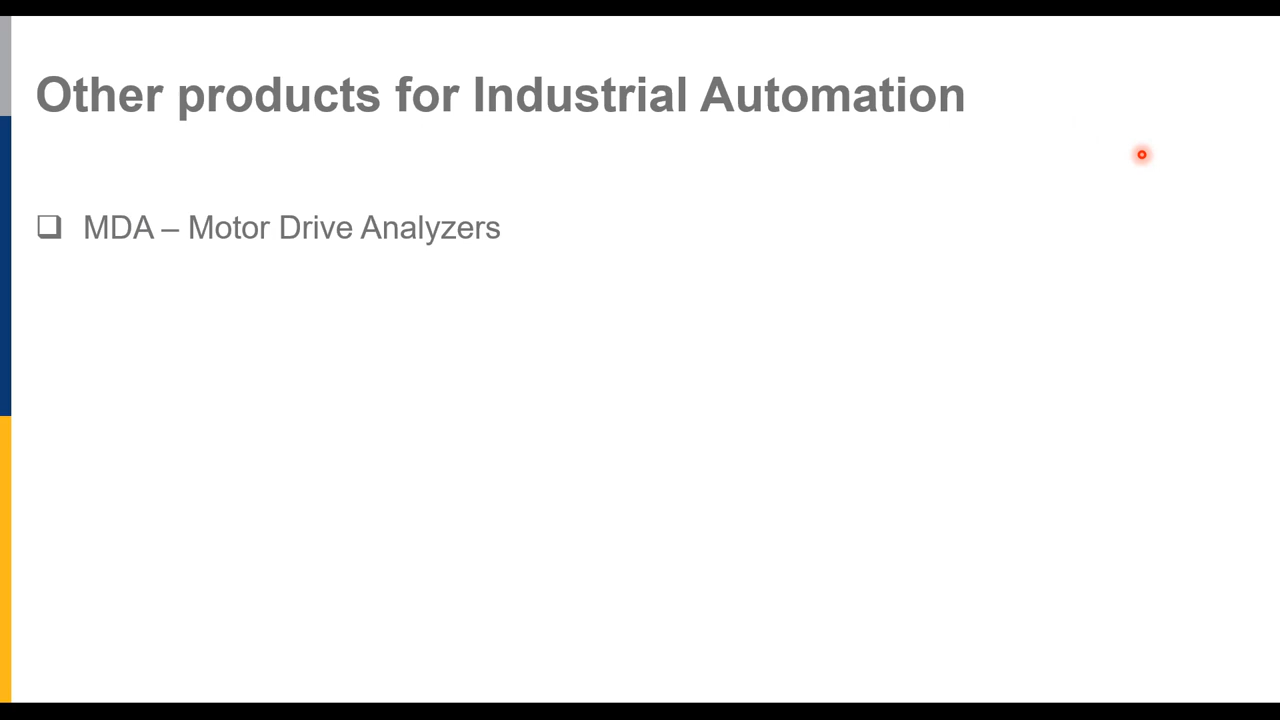 Other products for Industrial Automation
❑ MDA – Motor Drive Analyzers